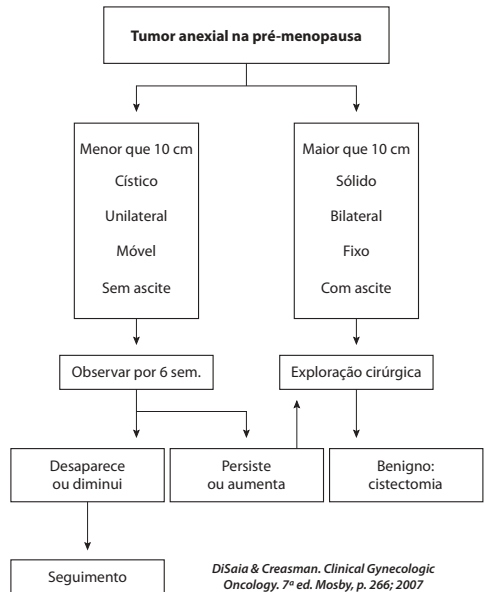 Tumor anexial na pré-menopausa
Menor que 10 cm
Cístico
Unilateral
Móvel
Sem ascite
Maior que 10 cm
Sólido
Bilateral
Fixo
Com ascite
Observar por 6 sem.
Exploração cirúrgica
Desaparece
ou diminui
Persiste
ou aumenta
Benigno:
cistectomia
Seguimento
DiSaia & Creasman. Clinical Gynecologic
Oncology. 7ª ed. Mosby, p. 266; 2007